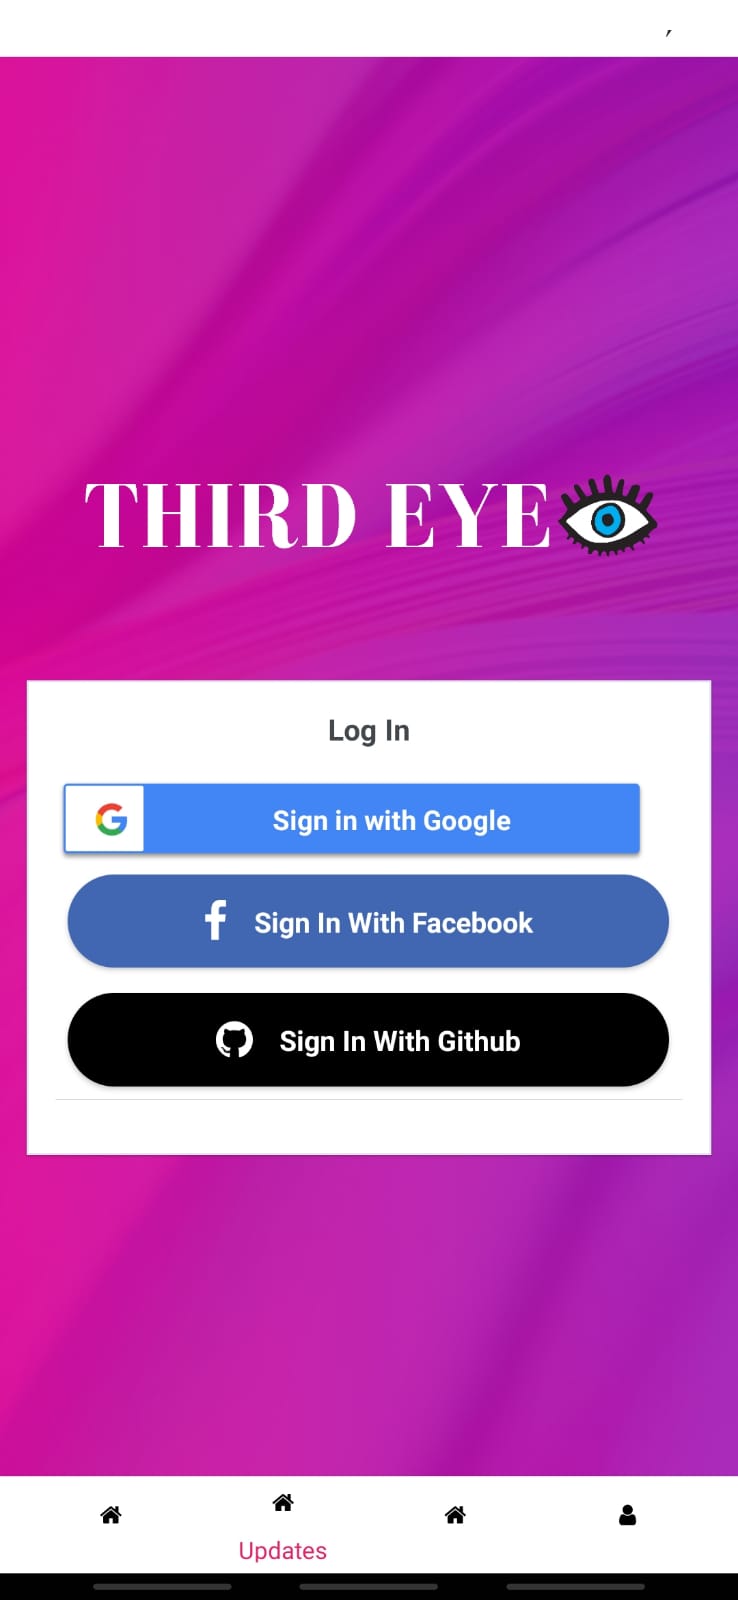 THIRD EYE
Log In
Sign in with Google
Sign In With Facebook
Sign In With Github
Updates